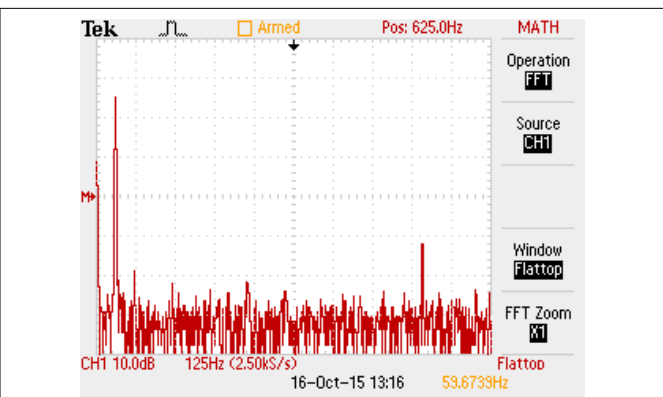 Tek Armed Pos: 625.0Hz MATH
Operation
FFT
Source
CH1
M
Window
Flattop
FFT Zoom
X1
CH1 10.0dB 125Hz (2.50kS/s) Flattop
16-Oct-15 13:16 59.6739Hz